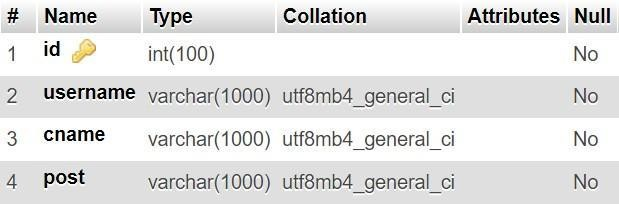 # Name Type Collation Attributes Null
1 id int(100) No
2 username varchar(1000) utf8mb4_general_ci No
3 cname varchar(1000) utf8mb4_general_ci No
4 post varchar(1000) utf8mb4_general_ci No